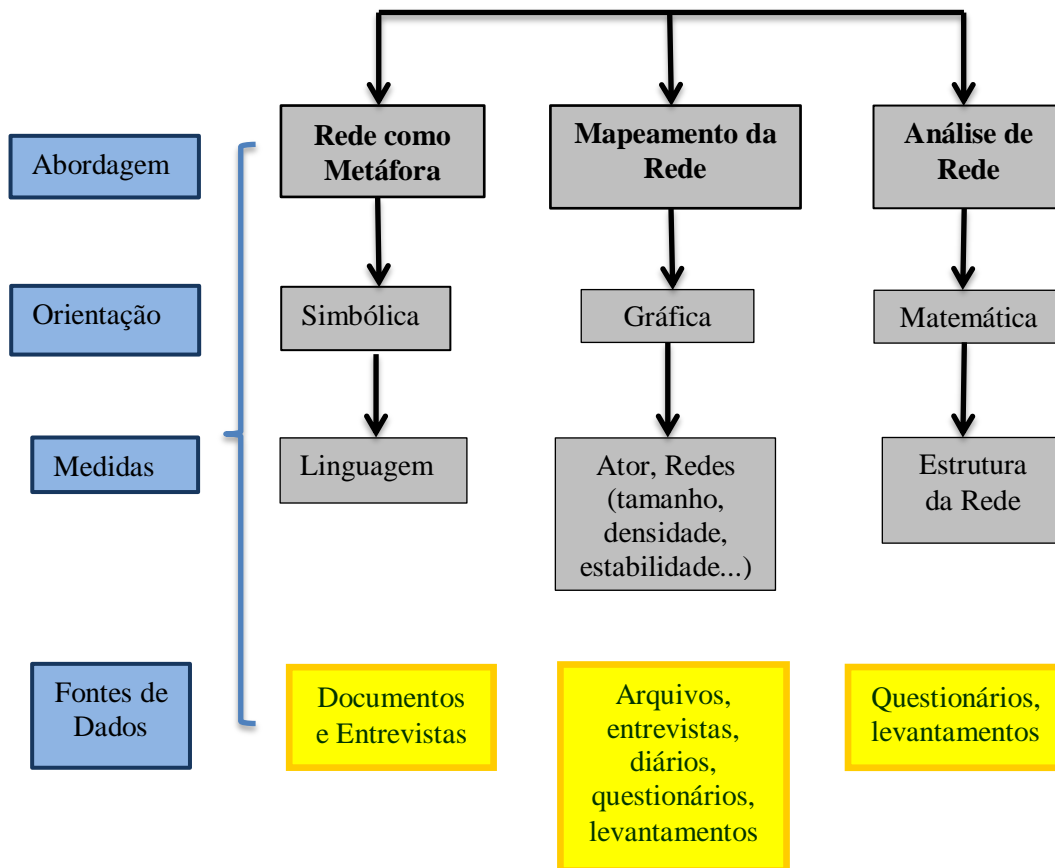 Abordagem
Rede como
Metáfora
Mapeamento da
Rede
Análise de
Rede
Orientação
Simbólica
Gráfica
Matemática
Medidas
Linguagem
Ator, Redes
(tamanho,
densidade,
estabilidade...)
Estrutura
da Rede
Fontes de
Dados
Documentos
e Entrevistas
Arquivos,
entrevistas,
diários,
questionários,
levantamentos
Questionários,
levantamentos